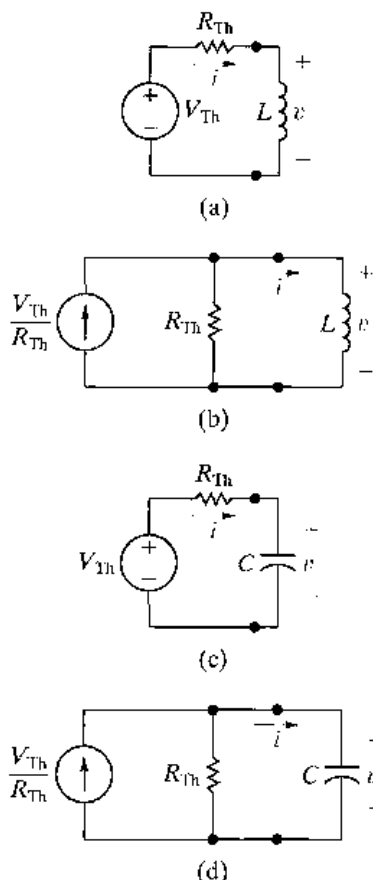 R_Th
i
+
+
−
V_Th
L
v
−
(a)
V_Th
R_Th
R_Th
i
+
L
v
−
(b)
R_Th
i
V_Th
+
−
C
v
(c)
V_Th
R_Th
R_Th
i
C
(d)